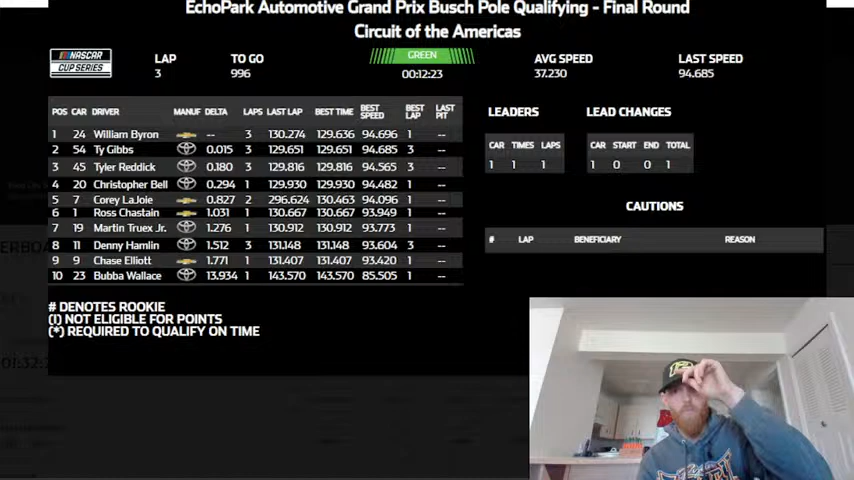 EchoPark Automotive Grand Prix Busch Pole Qualifying - Final Round
Circuit of the Americas
NASCAR CUP SERIES
LAP TO GO GREEN AVG SPEED LAST SPEED
3 996 00:12:23 37.230 94.685
POS CAR DRIVER MANUF DELTA LAPS LAST LAP BEST TIME BEST SPEED BEST LAP LAST PIT
1 24 William Byron -- 3 130.274 129.636 94.696 1 --
2 54 Ty Gibbs 0.015 3 129.651 129.651 94.685 3 --
3 45 Tyler Reddick 0.180 3 129.816 129.816 94.565 3 --
4 20 Christopher Bell 0.294 1 129.930 129.930 94.482 1 --
5 7 Corey LaJoie 0.827 2 296.624 130.463 94.096 1 --
6 1 Ross Chastain 1.031 1 130.667 130.667 93.949 1 --
7 19 Martin Truex Jr. 1.276 1 130.912 130.912 93.773 1 --
8 11 Denny Hamlin 1.512 3 131.148 131.148 93.604 3 --
9 9 Chase Elliott 1.771 1 131.407 131.407 93.420 1 --
10 23 Bubba Wallace 13.934 1 143.570 143.570 85.505 1 --
# DENOTES ROOKIE
(i) NOT ELIGIBLE FOR POINTS
(*) REQUIRED TO QUALIFY ON TIME
LEADERS
CAR TIMES LAPS
1 1 1
LEAD CHANGES
CAR START END TOTAL
1 0 0 1
CAUTIONS
# LAP BENEFICIARY REASON